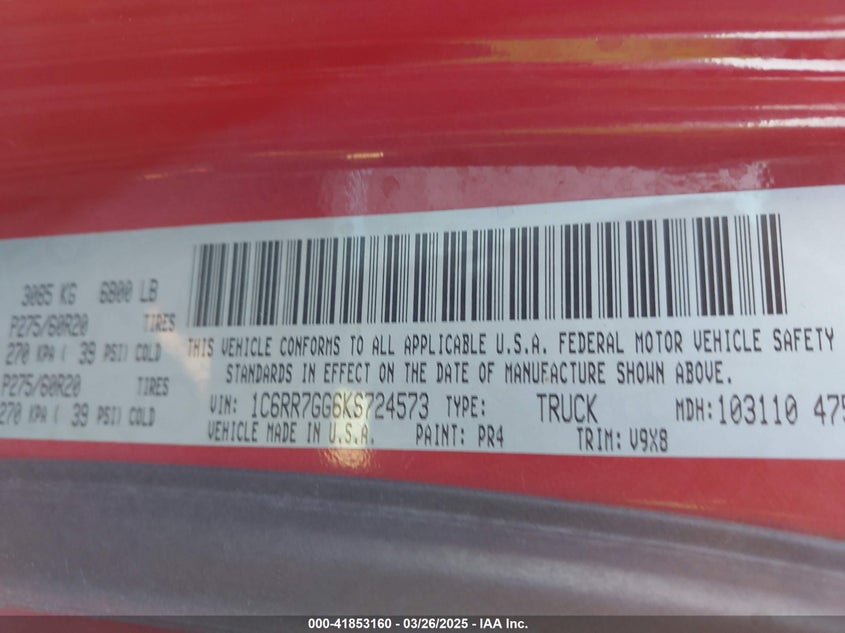 3085 KG 6800 LB
P275/60R20 TIRES
270 KPA ( 39 PSI) COLD
P275/60R20 TIRES
270 KPA ( 39 PSI) COLD
THIS VEHICLE CONFORMS TO ALL APPLICABLE U.S.A. FEDERAL MOTOR VEHICLE SAFETY
STANDARDS IN EFFECT ON THE DATE OF MANUFACTURE SHOWN ABOVE.
VIN: 1C6RR7GG6KS724573 TYPE: TRUCK MDH:103110 475
VEHICLE MADE IN U.S.A. PAINT: PR4 TRIM: V9X8
000-41853160 - 03/26/2025 - IAA Inc.